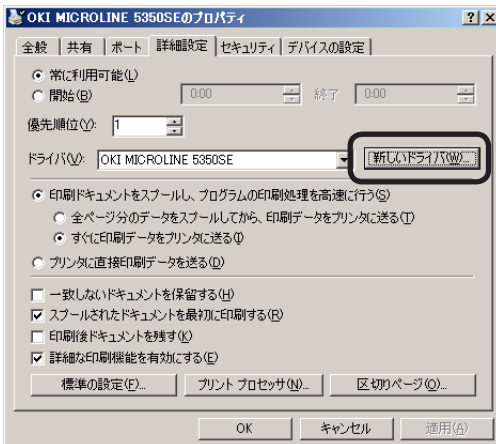 OKI MICROLINE 5350SEのプロパティ
全般 共有 ポート 詳細設定 セキュリティ デバイスの設定
常に利用可能(L)
開始(B) 0:00 終了 0:00
優先順位(Y): 1
ドライバ(V): OKI MICROLINE 5350SE 新しいドライバ(W)...
印刷ドキュメントをスプールし、プログラムの印刷処理を高速に行う(S)
全ページ分のデータをスプールしてから、印刷データをプリンタに送る(T)
すぐに印刷データをプリンタに送る(I)
プリンタに直接印刷データを送る(D)
一致しないドキュメントを保留する(H)
スプールされたドキュメントを最初に印刷する(R)
印刷後ドキュメントを残す(K)
詳細な印刷機能を有効にする(E)
標準の設定(F)... プリント プロセッサ(N)... 区切りページ(O)...
OK キャンセル 適用(A)